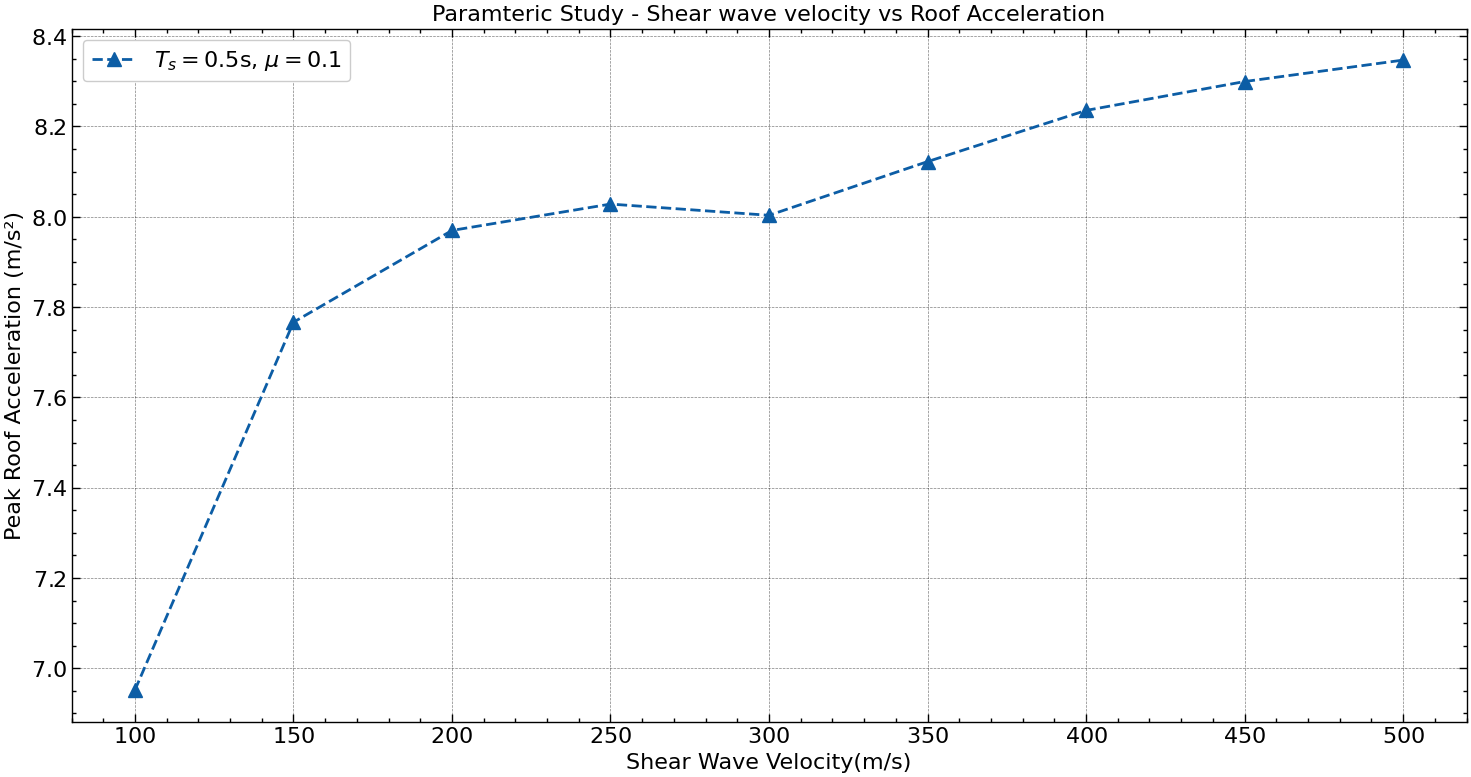 Paramteric Study - Shear wave velocity vs Roof Acceleration
T_s = 0.5s, μ = 0.1
Peak Roof Acceleration (m/s²)
8.4
8.2
8.0
7.8
7.6
7.4
7.2
7.0
100 150 200 250 300 350 400 450 500
Shear Wave Velocity(m/s)